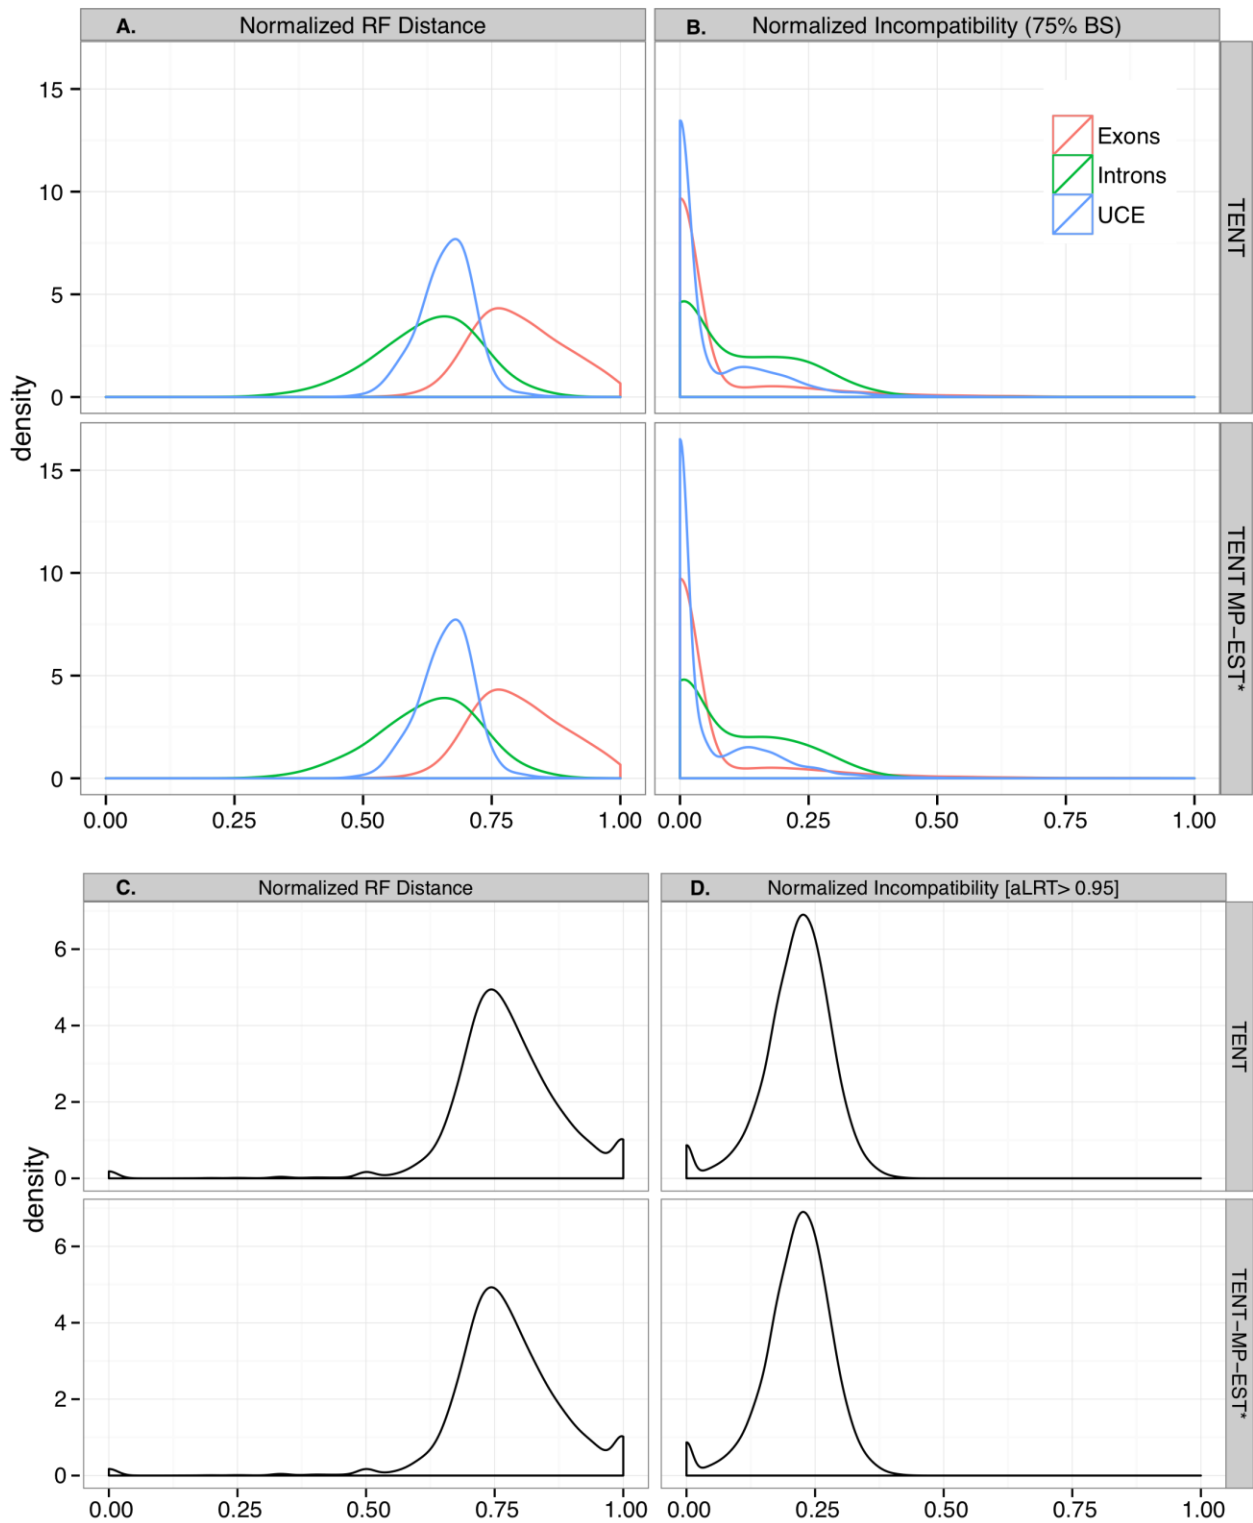 A. Normalized RF Distance
B. Normalized Incompatibility (75% BS)
15
10
5
0
Exons
Introns
UCE
TENT
density
15
10
5
0
TENT MP-EST*
0.00 0.25 0.50 0.75 1.00
0.00 0.25 0.50 0.75 1.00
C. Normalized RF Distance
D. Normalized Incompatibility [aLRT> 0.95]
6
4
2
0
TENT
density
6
4
2
0
TENT-MP-EST*
0.00 0.25 0.50 0.75 1.00
0.00 0.25 0.50 0.75 1.00